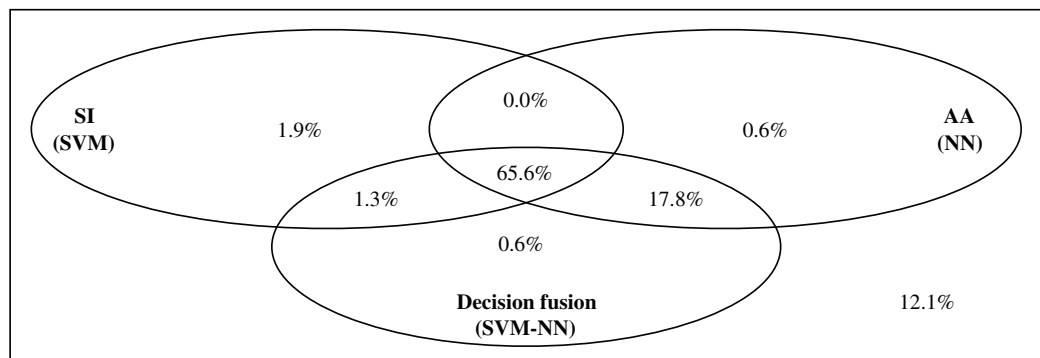 0.0%
SI
(SVM)
1.9%
0.6%
AA
(NN)
65.6%
1.3%
17.8%
0.6%
Decision fusion
(SVM-NN)
12.1%